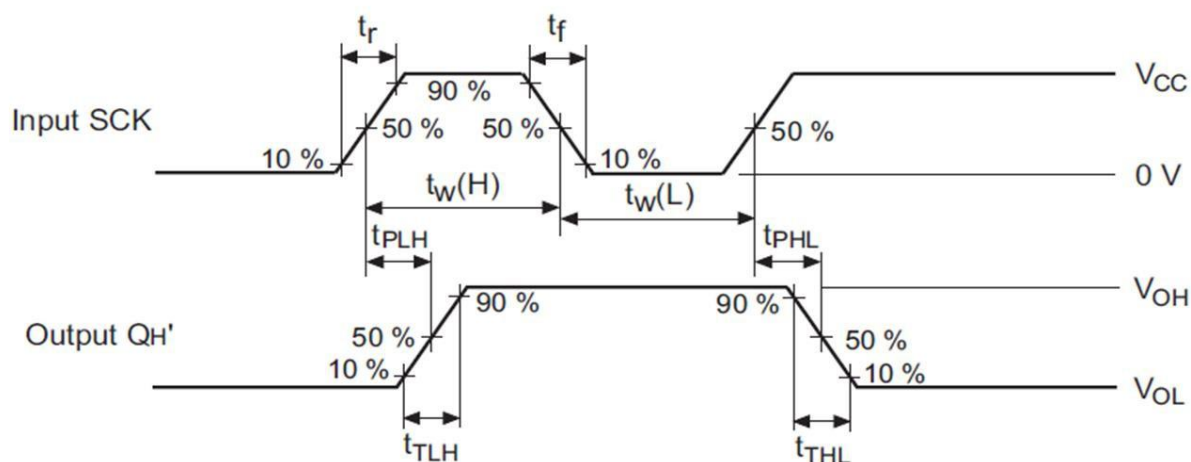 tr
tf
VCC
90 %
Input SCK
50 %
50 %
50 %
10 %
10 %
0 V
tw(H)
tw(L)
tPLH
tPHL
90 %
90 %
VOH
Output QH'
50 %
50 %
10 %
10 %
VOL
tTLH
tTHL